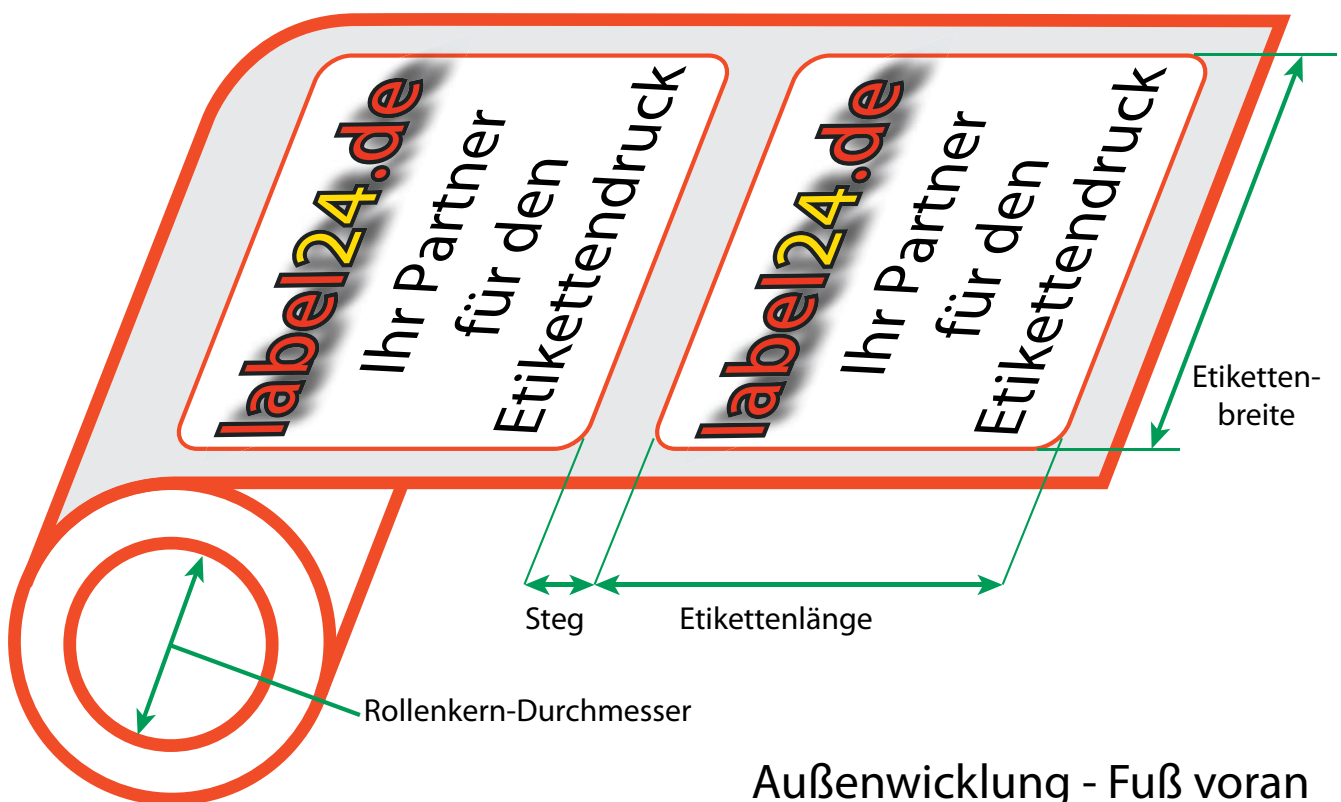 label24.de
Ihr Partner
für den
Etikettendruck
label24.de
Ihr Partner
für den
Etikettendruck
Etiketten-
breite
Steg
Etikettenlänge
Rollenkern-Durchmesser
Außenwicklung - Fuß voran